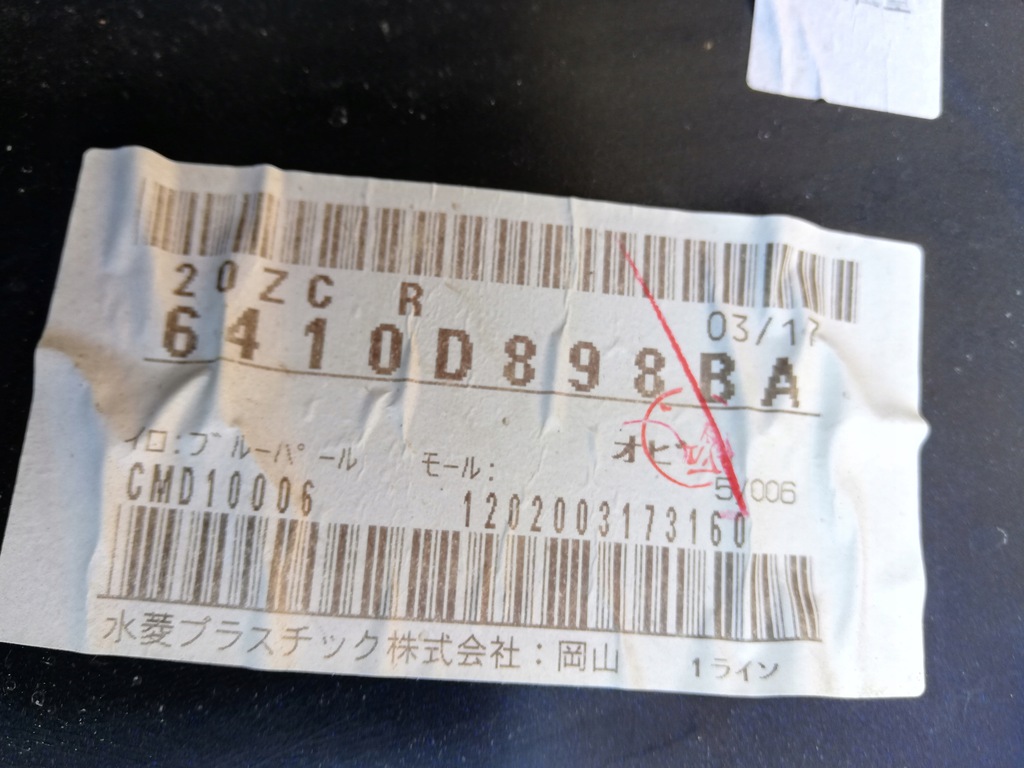 20ZC R
03/17
6410D898BA
イロ:ブルーパール モール: オビ
CMD10006 1202003173160 5/006
水菱プラスチック株式会社:岡山 1ライン